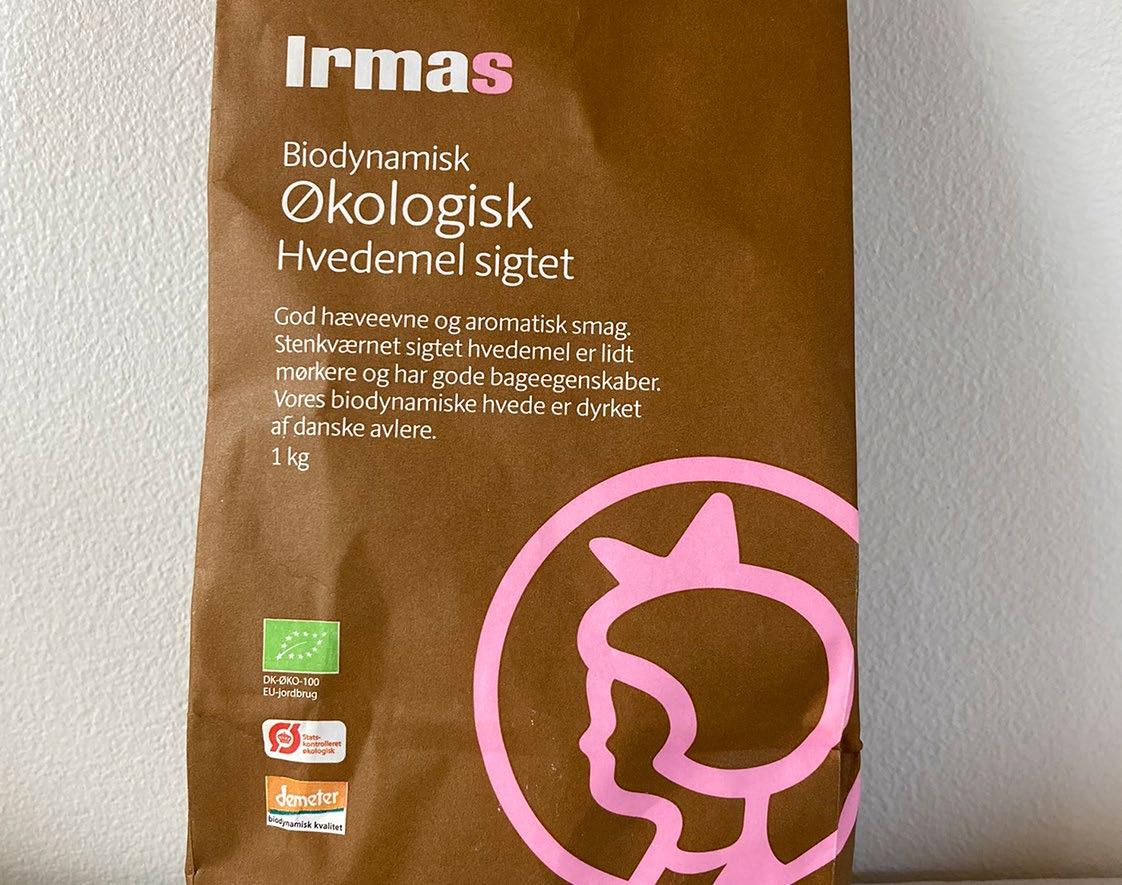 Irmas
Biodynamisk
Økologisk
Hvedemel sigtet
God hæveevne og aromatisk smag.
Stenkværnet sigtet hvedemel er lidt
mørkere og har gode bageegenskaber.
Vores biodynamiske hvede er dyrket
af danske avlere.
1 kg
DK-ØKO-100
EU-jordbrug
Ø
Stats-
kontrolleret
økologisk
demeter
biodynamisk kvalitet